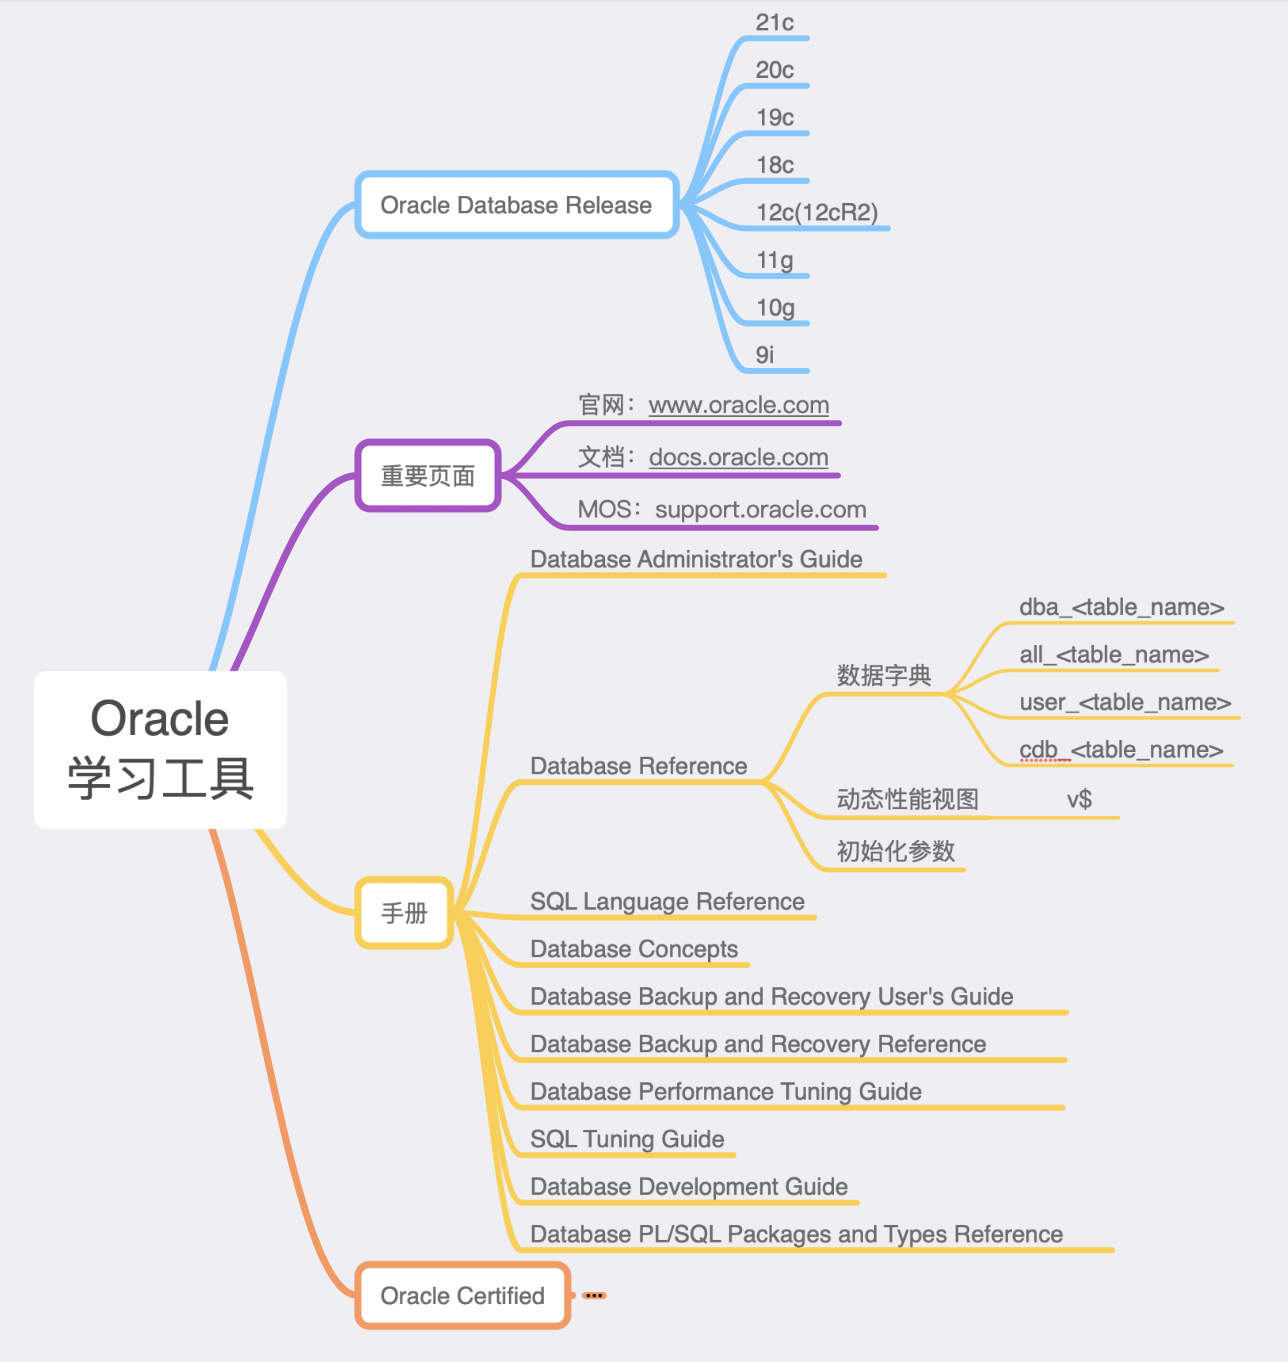 21c
20c
19c
18c
12c(12cR2)
11g
10g
9i
Oracle Database Release
官网：www.oracle.com
文档：docs.oracle.com
MOS：support.oracle.com
重要页面
Database Administrator's Guide
dba_<table_name>
all_<table_name>
user_<table_name>
cdb_<table_name>
数据字典
Database Reference
动态性能视图
v$
初始化参数
Oracle
学习工具
手册
SQL Language Reference
Database Concepts
Database Backup and Recovery User's Guide
Database Backup and Recovery Reference
Database Performance Tuning Guide
SQL Tuning Guide
Database Development Guide
Database PL/SQL Packages and Types Reference
Oracle Certified